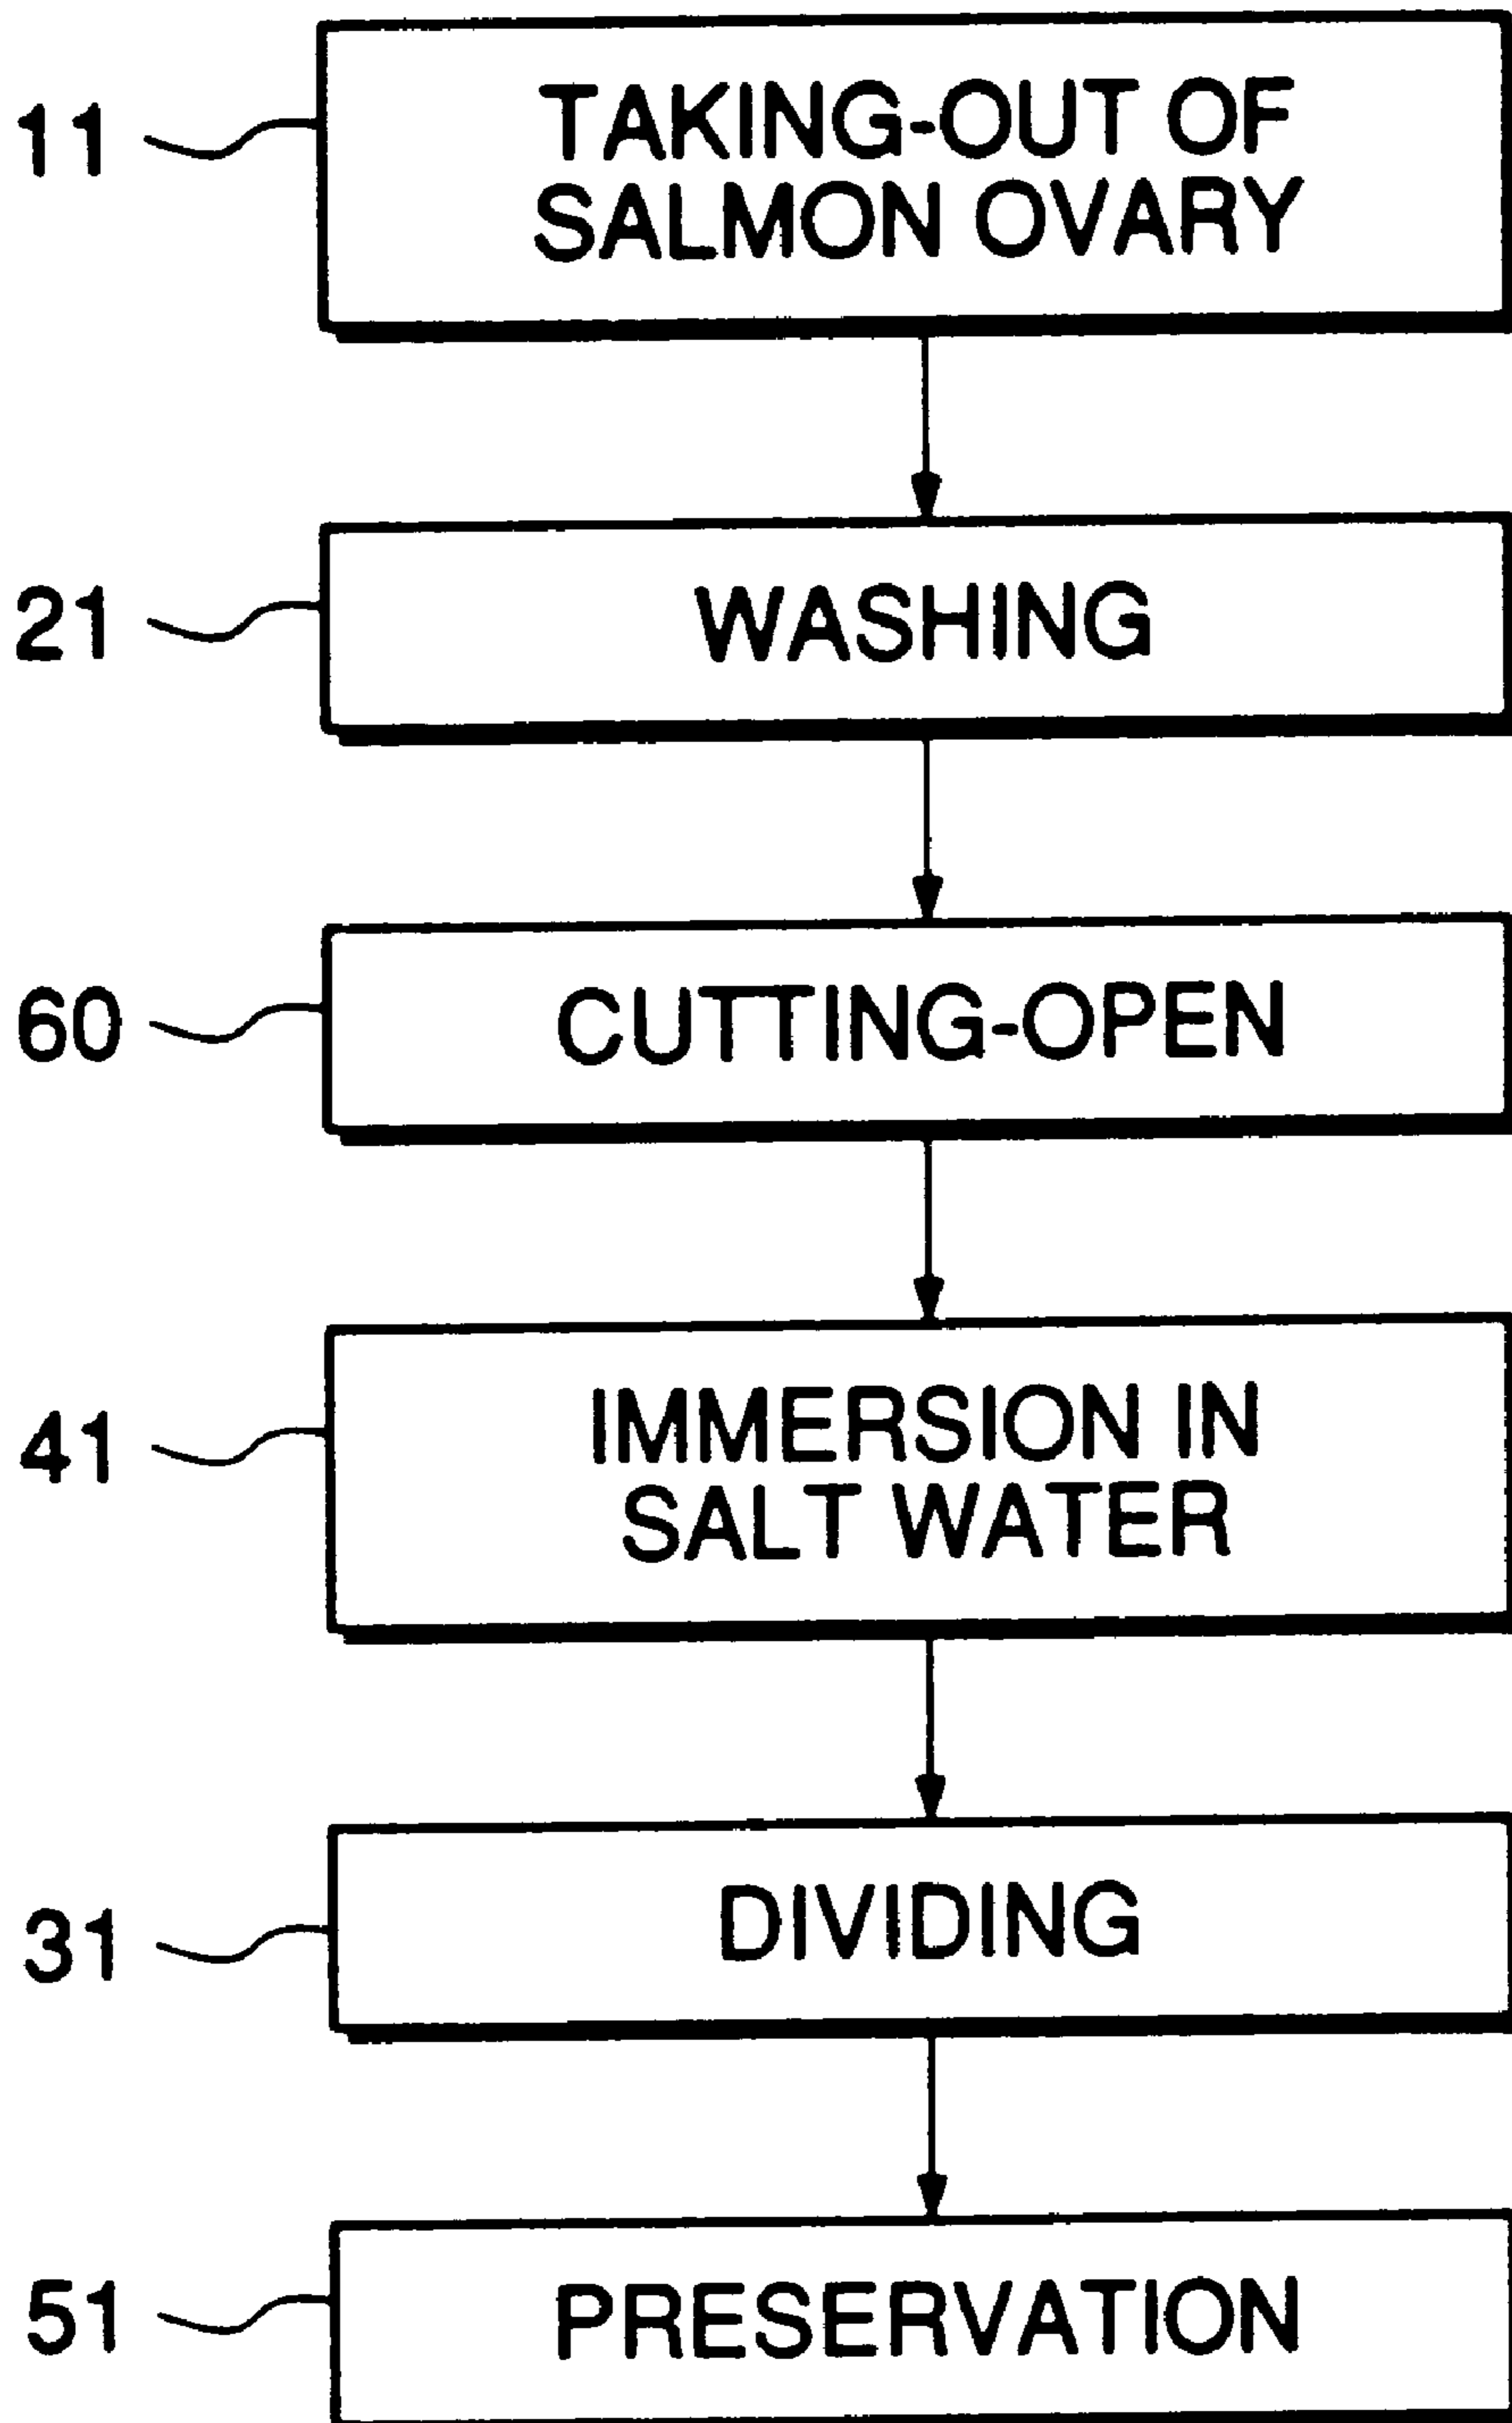 11
TAKING-OUT OF
SALMON OVARY
21
WASHING
60
CUTTING-OPEN
41
IMMERSION IN
SALT WATER
31
DIVIDING
51
PRESERVATION